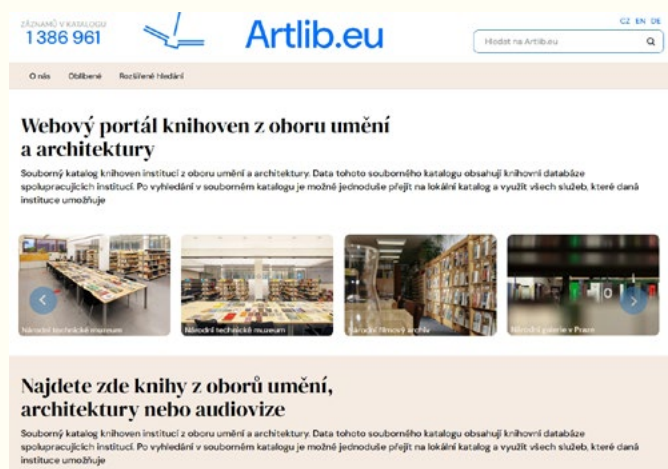 ZÁZNAMŮ V KATALOGU
1 386 961
Artlib.eu
CZ EN DE
Hledat na Artlib.eu
O nás Oblíbené Rozšířené hledání
Webový portál knihoven z oboru umění
a architektury
Souborný katalog knihoven institucí z oboru umění a architektury. Data tohoto souborného katalogu obsahují knihovní databáze
spolupracujících institucí. Po vyhledání v souborném katalogu je možné jednoduše přejít na lokální katalog a využít všech služeb, které daná
instituce umožňuje
Národní technické muzeum
Národní technické muzeum
Národní filmový archiv
Národní galerie v Praze
Najdete zde knihy z oborů umění,
architektury nebo audiovize
Souborný katalog knihoven institucí z oboru umění a architektury. Data tohoto souborného katalogu obsahují knihovní databáze
spolupracujících institucí. Po vyhledání v souborném katalogu je možné jednoduše přejít na lokální katalog a využít všech služeb, které daná
instituce umožňuje